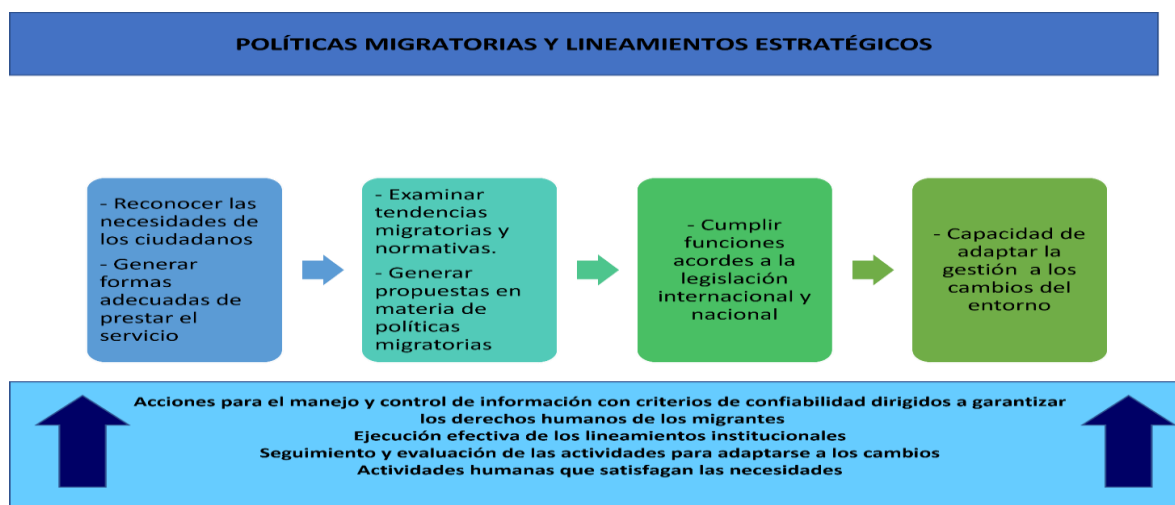 POLÍTICAS MIGRATORIAS Y LINEAMIENTOS ESTRATÉGICOS
- Reconocer las
necesidades de
los ciudadanos
- Generar
formas
adecuadas de
prestar el
servicio
- Examinar
tendencias
migratorias y
normativas.
- Generar
propuestas en
materia de
políticas
migratorias
- Cumplir
funciones
acordes a la
legislación
internacional y
nacional
- Capacidad de
adaptar la
gestión a los
cambios del
entorno
Acciones para el manejo y control de información con criterios de confiabilidad dirigidos a garantizar
los derechos humanos de los migrantes
Ejecución efectiva de los lineamientos institucionales
Seguimiento y evaluación de las actividades para adaptarse a los cambios
Actividades humanas que satisfagan las necesidades